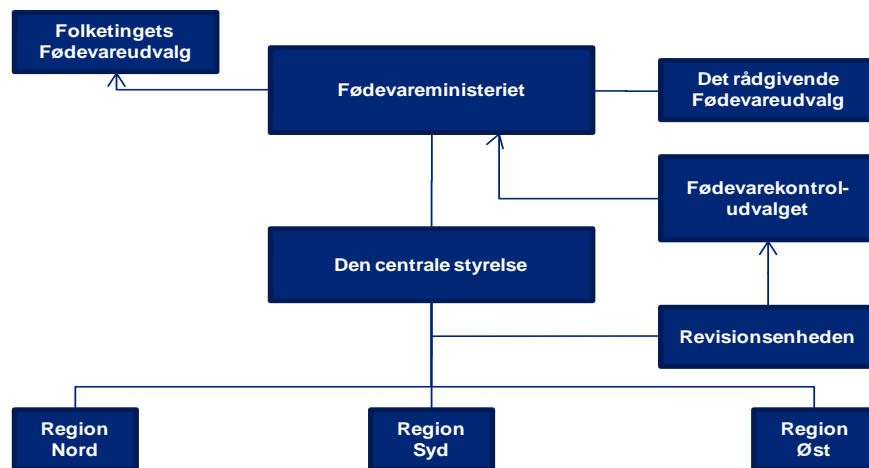 Folketingets
Fødevareudvalg
Fødevareministeriet
Det rådgivende
Fødevareudvalg
Fødevarekontrol-
udvalget
Den centrale styrelse
Revisionsenheden
Region
Nord
Region
Syd
Region
Øst